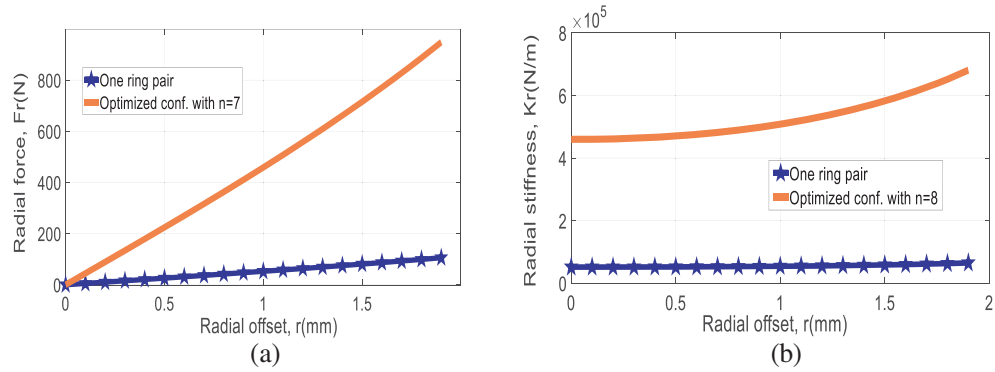 Radial force, Fr(N)
800
600
400
200
0
One ring pair
Optimized conf. with n=7
0
0.5
1
1.5
Radial offset, r(mm)
(a)
×10⁵
Radial stiffness, Kr(N/m)
8
6
4
2
0
One ring pair
Optimized conf. with n=8
0
0.5
1
1.5
2
Radial offset, r(mm)
(b)